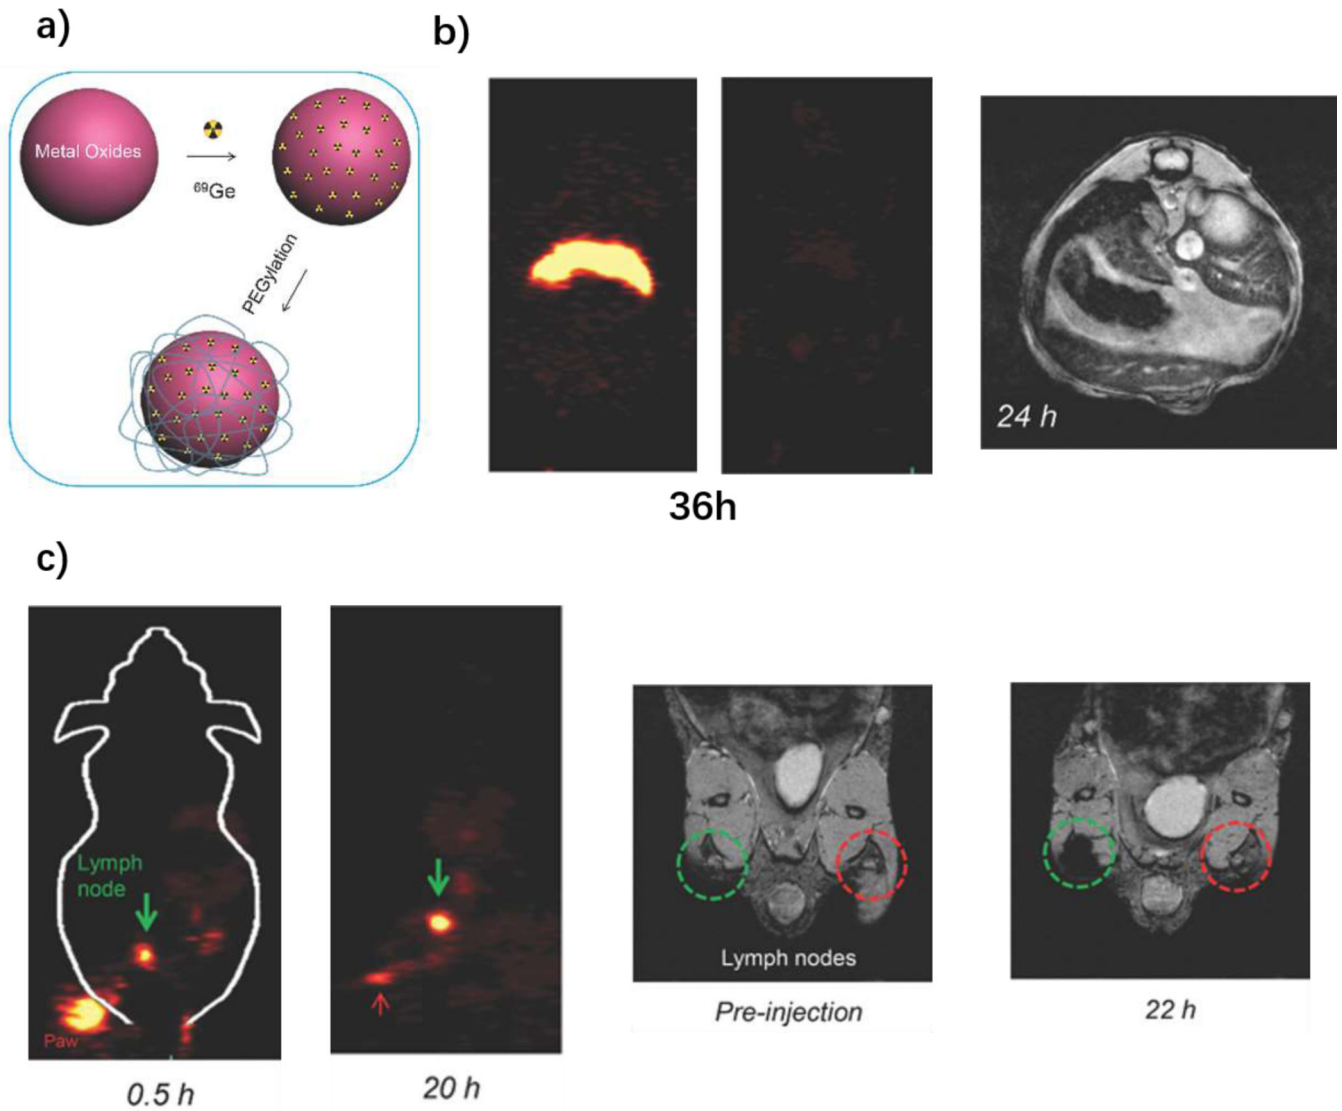 a)
b)
Metal Oxides
⁶⁹Ge
PEGylation
24 h
36h
c)
Lymph
node
Paw
0.5 h
20 h
Lymph nodes
Pre-injection
22 h